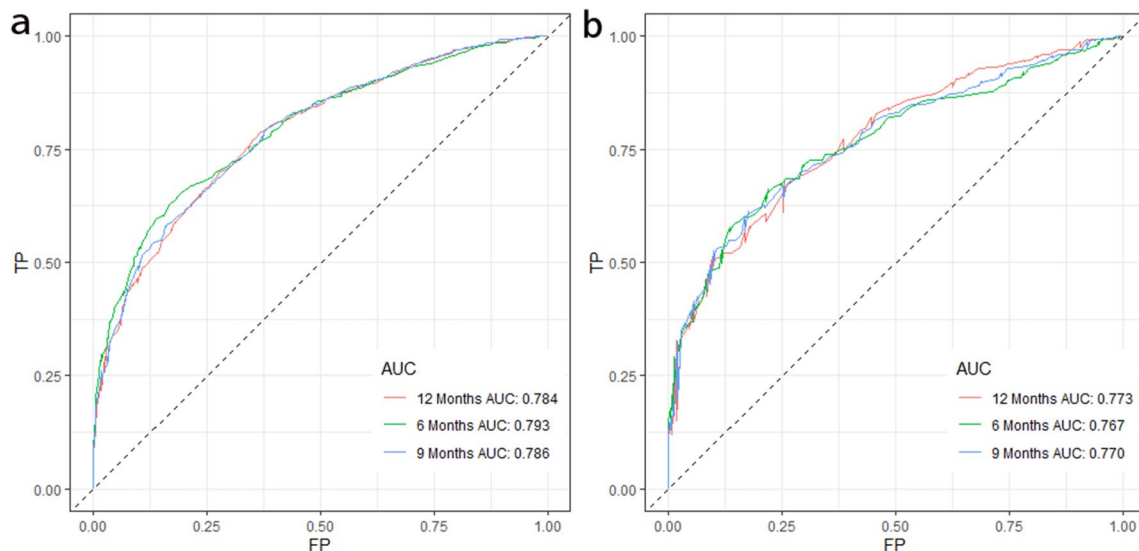 a
1.00
0.75
0.50
0.25
0.00
TP
AUC
12 Months AUC: 0.784
6 Months AUC: 0.793
9 Months AUC: 0.786
0.00 0.25 0.50 0.75 1.00
FP
b
1.00
0.75
0.50
0.25
0.00
TP
AUC
12 Months AUC: 0.773
6 Months AUC: 0.767
9 Months AUC: 0.770
0.00 0.25 0.50 0.75 1.00
FP